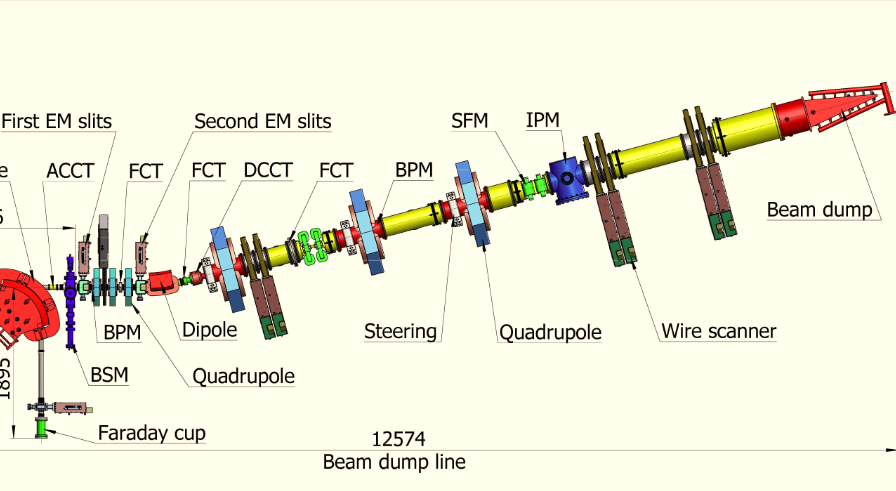 First EM slits
Second EM slits
SFM
IPM
ACCT
FCT
FCT
DCCT
FCT
BPM
Beam dump
BPM
Dipole
Steering
Quadrupole
Wire scanner
BSM
Quadrupole
1895
Faraday cup
12574
Beam dump line